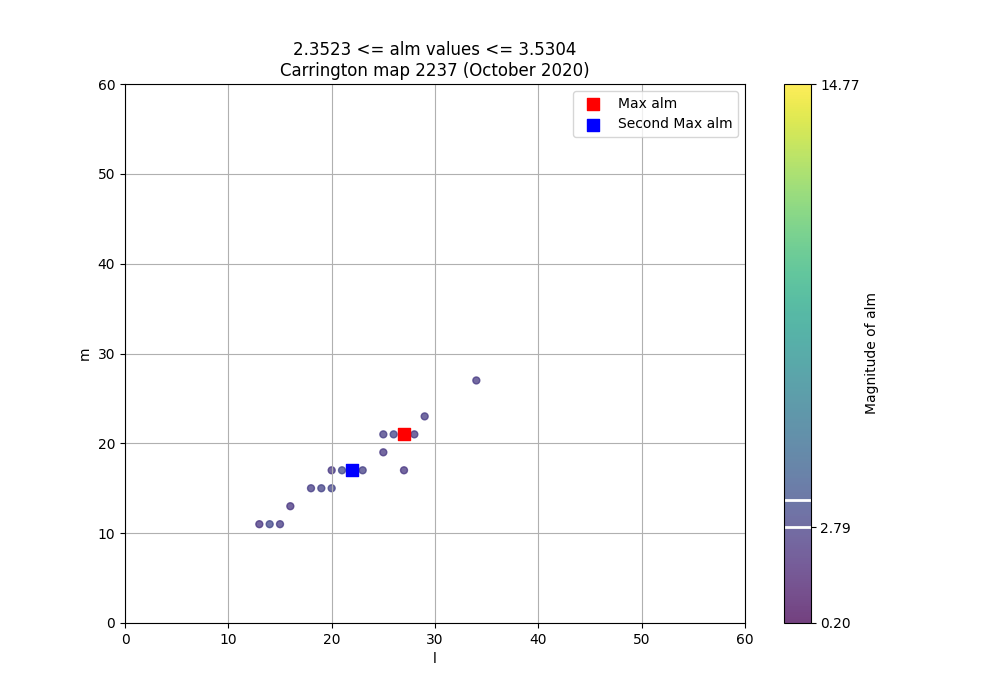 2.3523 <= alm values <= 3.5304
Carrington map 2237 (October 2020)
Max alm
Second Max alm
60
50
40
30
20
10
0
m
0 10 20 30 40 50 60
l
14.77
2.79
0.20
Magnitude of alm